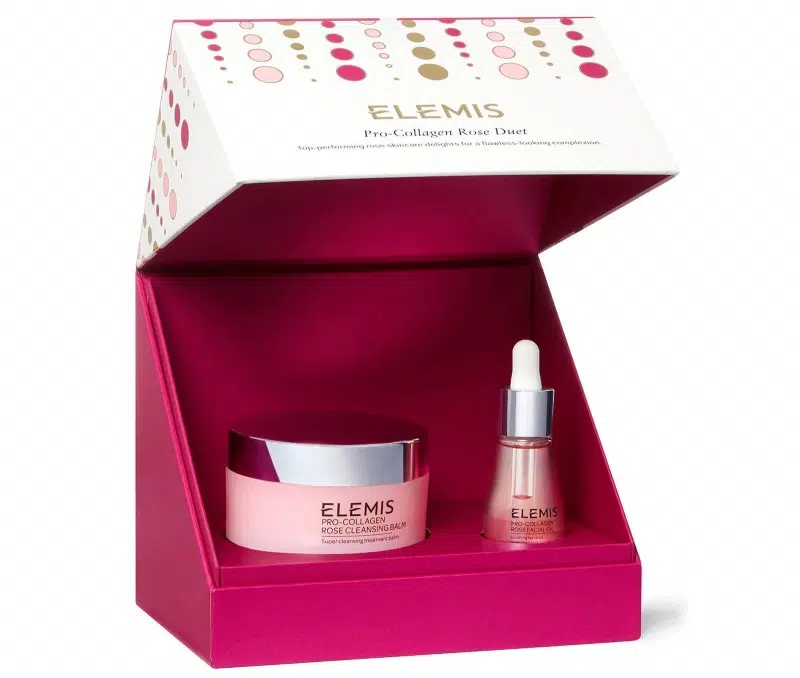 ELEMIS
Pro-Collagen Rose Duet
Top-performing rose skincare delights for a flawless-looking complexion.
ELEMIS
PRO-COLLAGEN
ROSE CLEANSING BALM
Super cleansing treatment balm
ELEMIS
PRO-COLLAGEN
ROSE FACIAL OIL